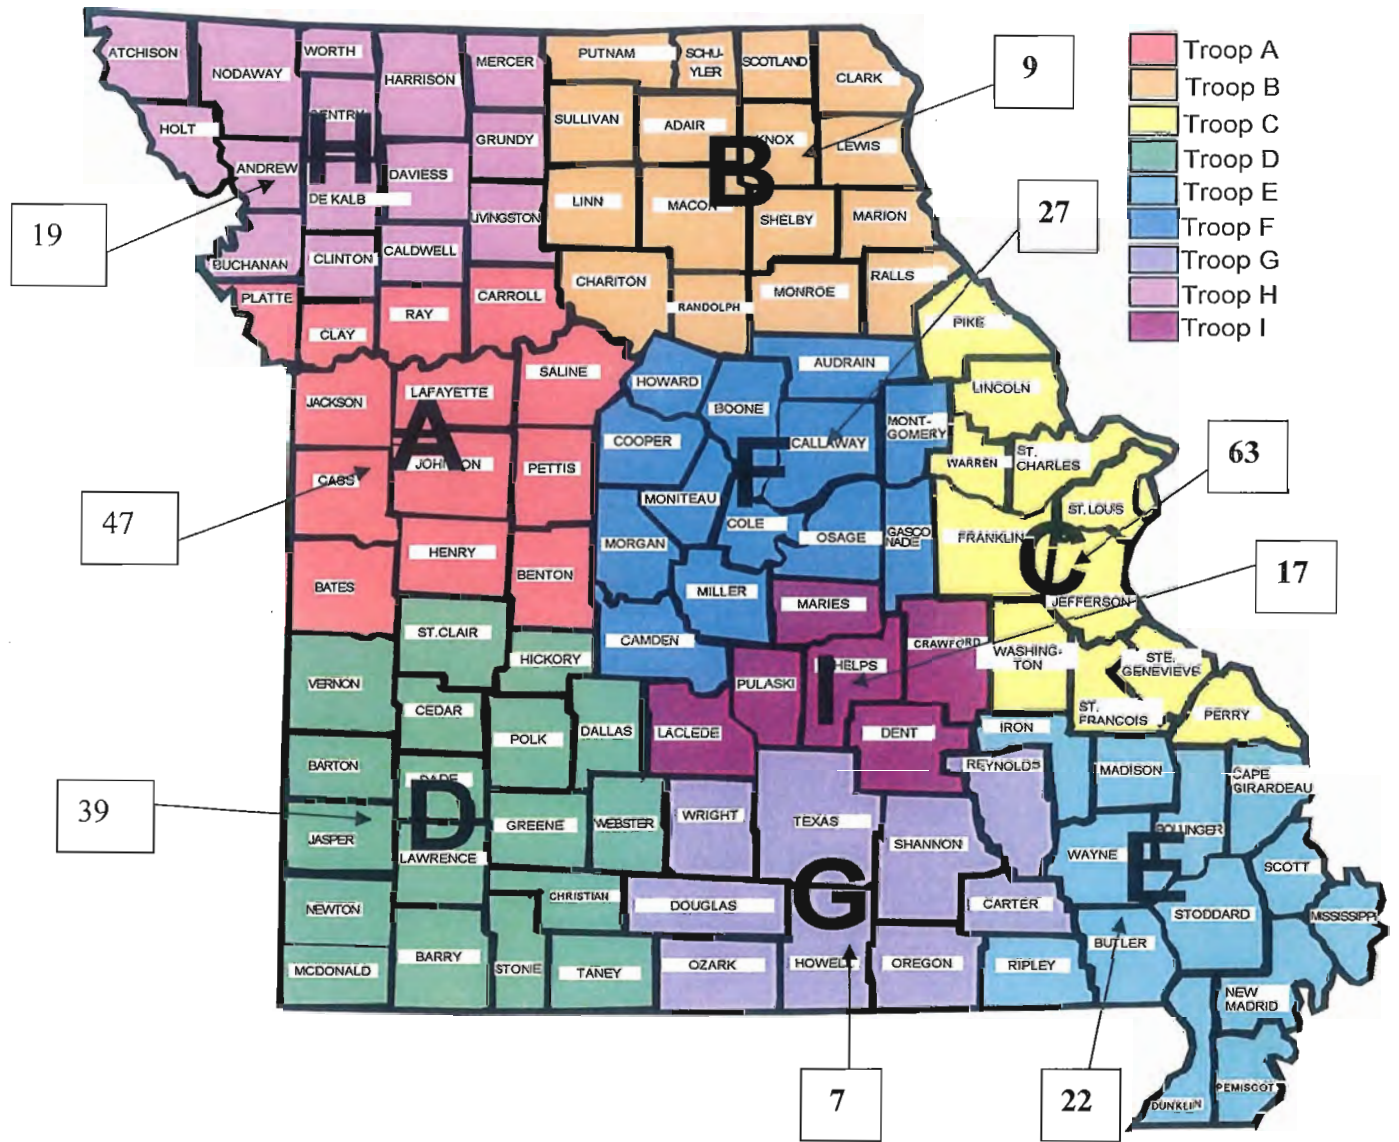 ATCHISON
NODAWAY
WORTH
HARRISON
MERCER
PUTNAM
SCHU-
YLER
SCOTLAND
CLARK
Troop A
Troop B
Troop C
Troop D
Troop E
Troop F
Troop G
Troop H
Troop I
9
HOLT
GENTRY
H
GRUNDY
SULLIVAN
ADAIR
KNOX
LEWIS
B
ANDREW
DE KALB
DAVIESS
LIVINGSTON
LINN
MACON
SHELBY
MARION
27
19
BUCHANAN
CLINTON
CALDWELL
CHARITON
RANDOLPH
MONROE
RALLS
PLATTE
CLAY
RAY
CARROLL
PIKE
SALINE
HOWARD
AUDRAIN
LINCOLN
JACKSON
LAFAYETTE
A
BOONE
MONT-
GOMERY
COOPER
CALLAWAY
F
WARREN
ST.
CHARLES
63
CASS
JOHNSON
PETTIS
MONITEAU
COLE
ST. LOUIS
47
HENRY
MORGAN
OSAGE
GASCO
NADE
FRANKLIN
C
BATES
BENTON
MILLER
MARIES
JEFFERSON
17
ST.CLAIR
HICKORY
CAMDEN
CRAWFORD
WASHING-
TON
STE.
GENEVIEVE
VERNON
CEDAR
PULASKI
PHELPS
I
ST.
FRANCOIS
PERRY
POLK
DALLAS
LACLEDE
DENT
IRON
BARTON
DADE
REYNOLDS
MADISON
CAPE
GIRARDEAU
39
JASPER
D
GREENE
WEBSTER
WRIGHT
TEXAS
SHANNON
BOLLINGER
LAWRENCE
WAYNE
E
SCOTT
NEWTON
CHRISTIAN
DOUGLAS
G
CARTER
STODDARD
MISSISSIPPI
MCDONALD
BARRY
STONE
TANEY
OZARK
HOWELL
OREGON
RIPLEY
BUTLER
NEW
MADRID
7
22
DUNKLIN
PEMISCOT